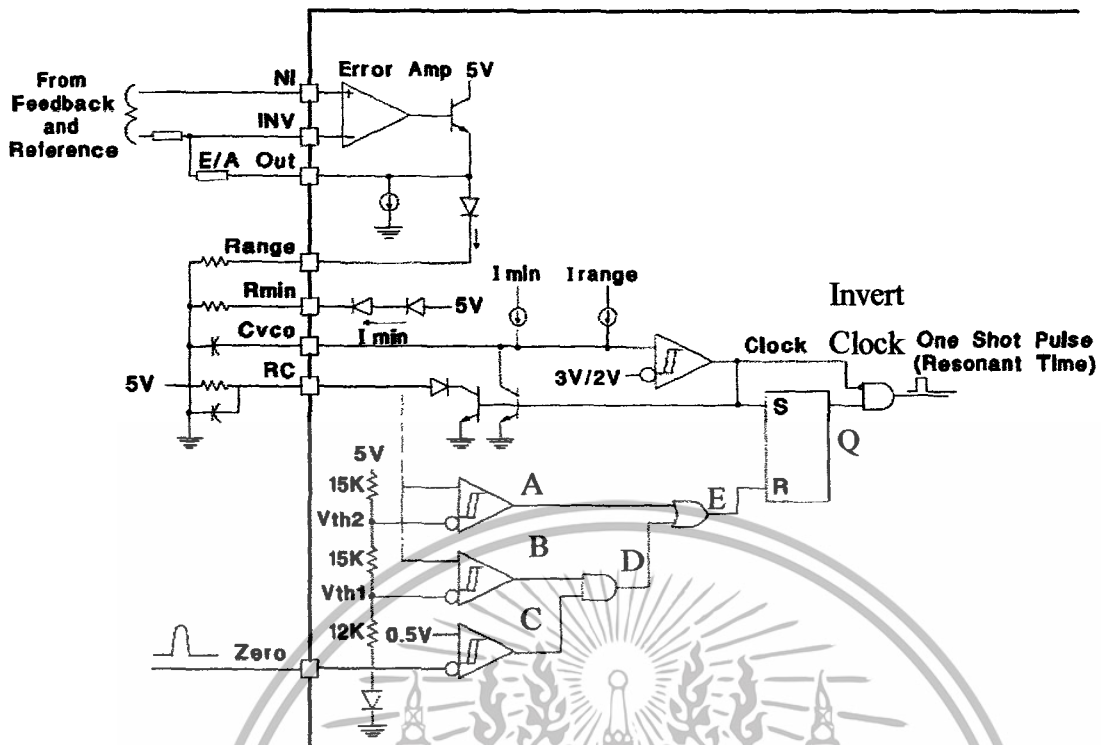 From
Feedback
and
Reference
NI
Error Amp 5V
INV
E/A Out
Range
Rmin
5V
Cvco
I min
I min
I range
Invert
Clock
Clock
One Shot Pulse
(Resonant Time)
3V/2V
RC
5V
S
Q
R
5V
15K
A
E
Vth2
15K
B
D
Vth1
C
12K
0.5V
Zero